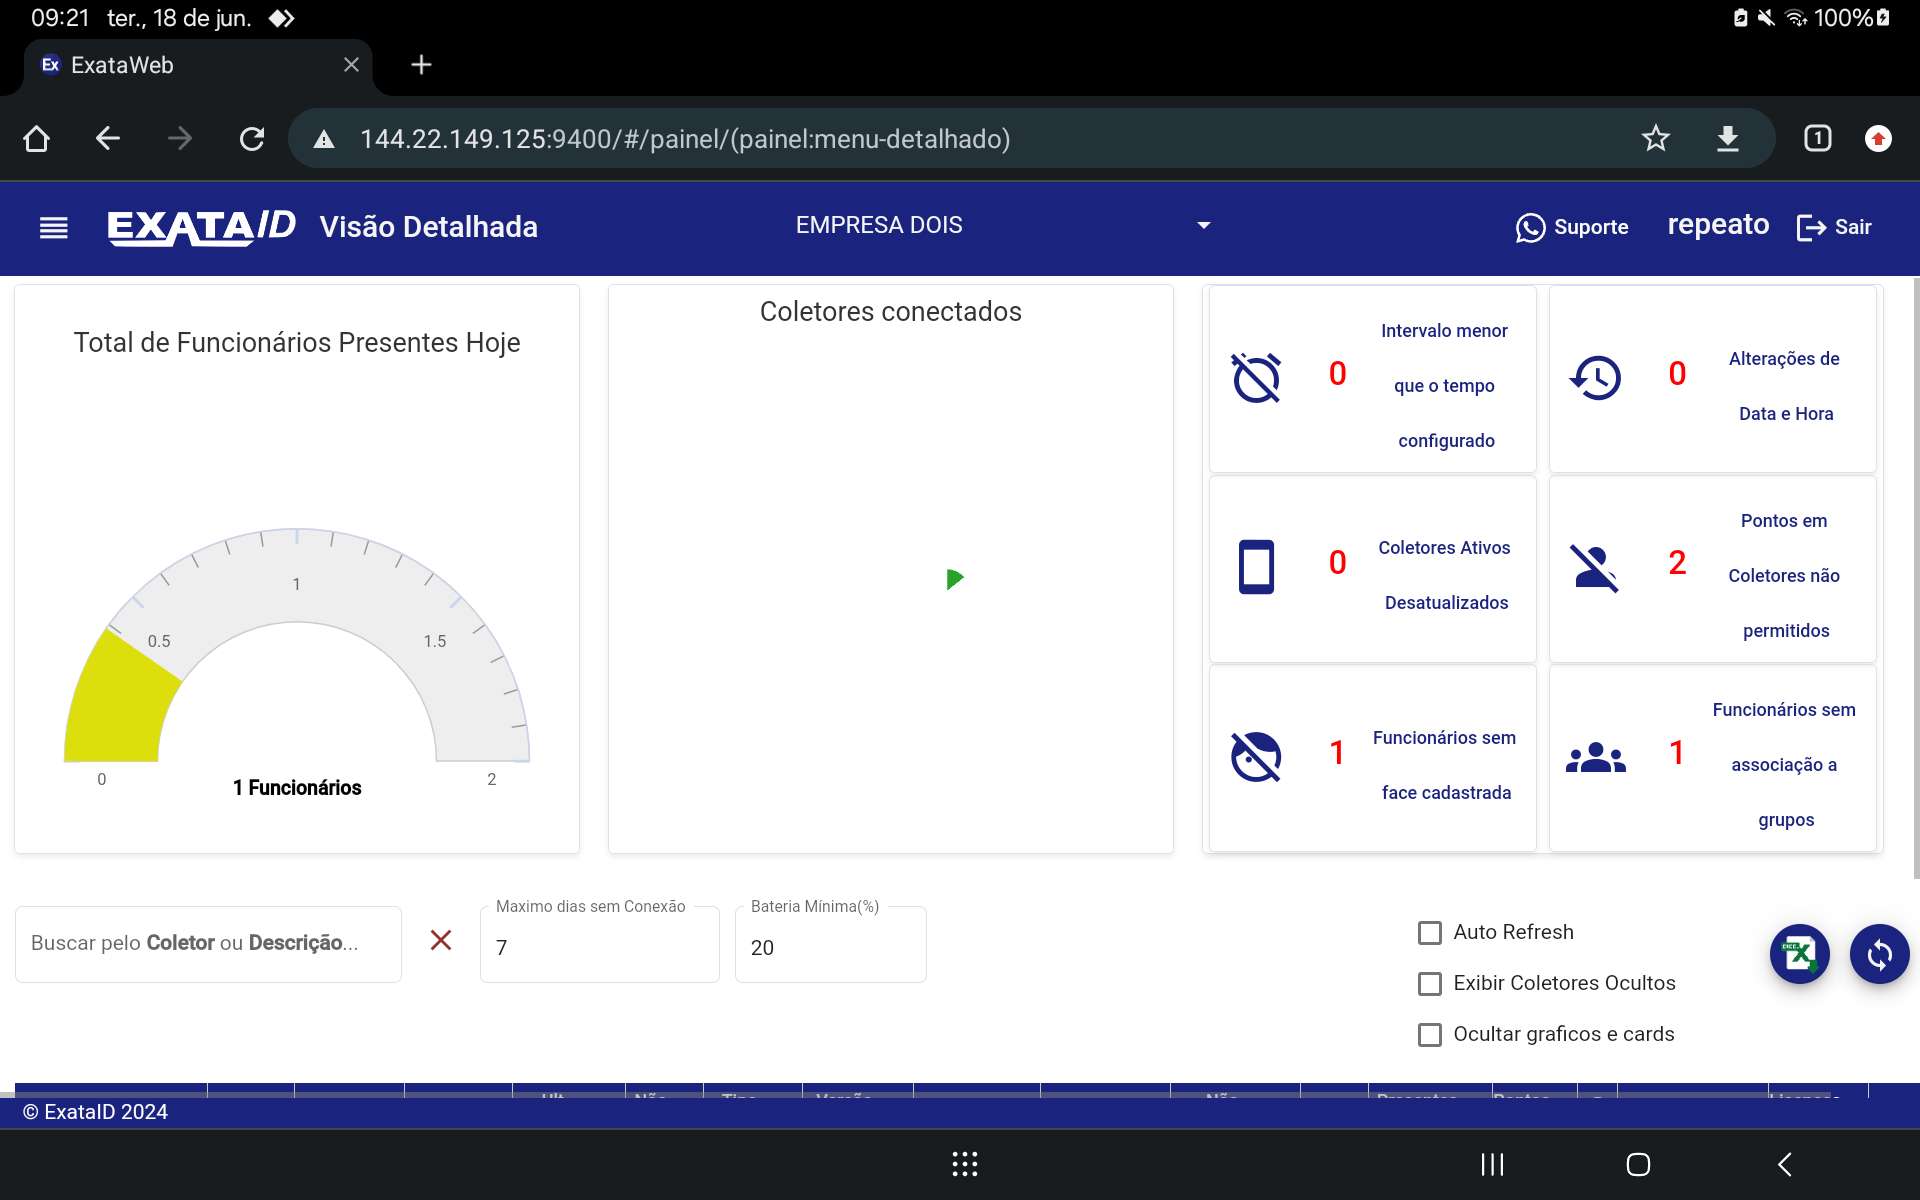 09:21 ter., 18 de jun. 100%
Ex ExataWeb
144.22.149.125:9400/#/painel/(painel:menu-detalhado) 1
EXATA ID Visão Detalhada EMPRESA DOIS Suporte repeato Sair
Total de Funcionários Presentes Hoje
0
0.5
1
1.5
2
1 Funcionários
Coletores conectados
0 Intervalo menor
que o tempo
configurado
0 Alterações de
Data e Hora
0 Coletores Ativos
Desatualizados
2 Pontos em
Coletores não
permitidos
1 Funcionários sem
face cadastrada
1 Funcionários sem
associação a
grupos
Buscar pelo Coletor ou Descrição...
Maximo dias sem Conexão
7
Bateria Mínima(%)
20
Auto Refresh
Exibir Coletores Ocultos
Ocultar graficos e cards
© ExataID 2024